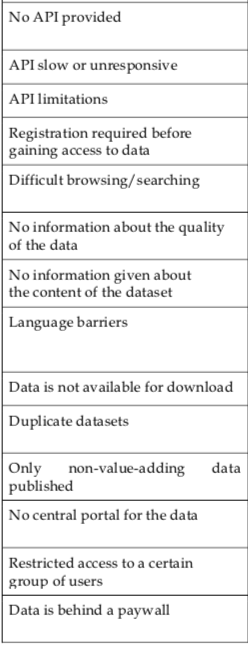 No API provided
API slow or unresponsive
API limitations
Registration required before
gaining access to data
Difficult browsing/searching
No information about the quality
of the data
No information given about
the content of the dataset
Language barriers
Data is not available for download
Duplicate datasets
Only non-value-adding data
published
No central portal for the data
Restricted access to a certain
group of users
Data is behind a paywall